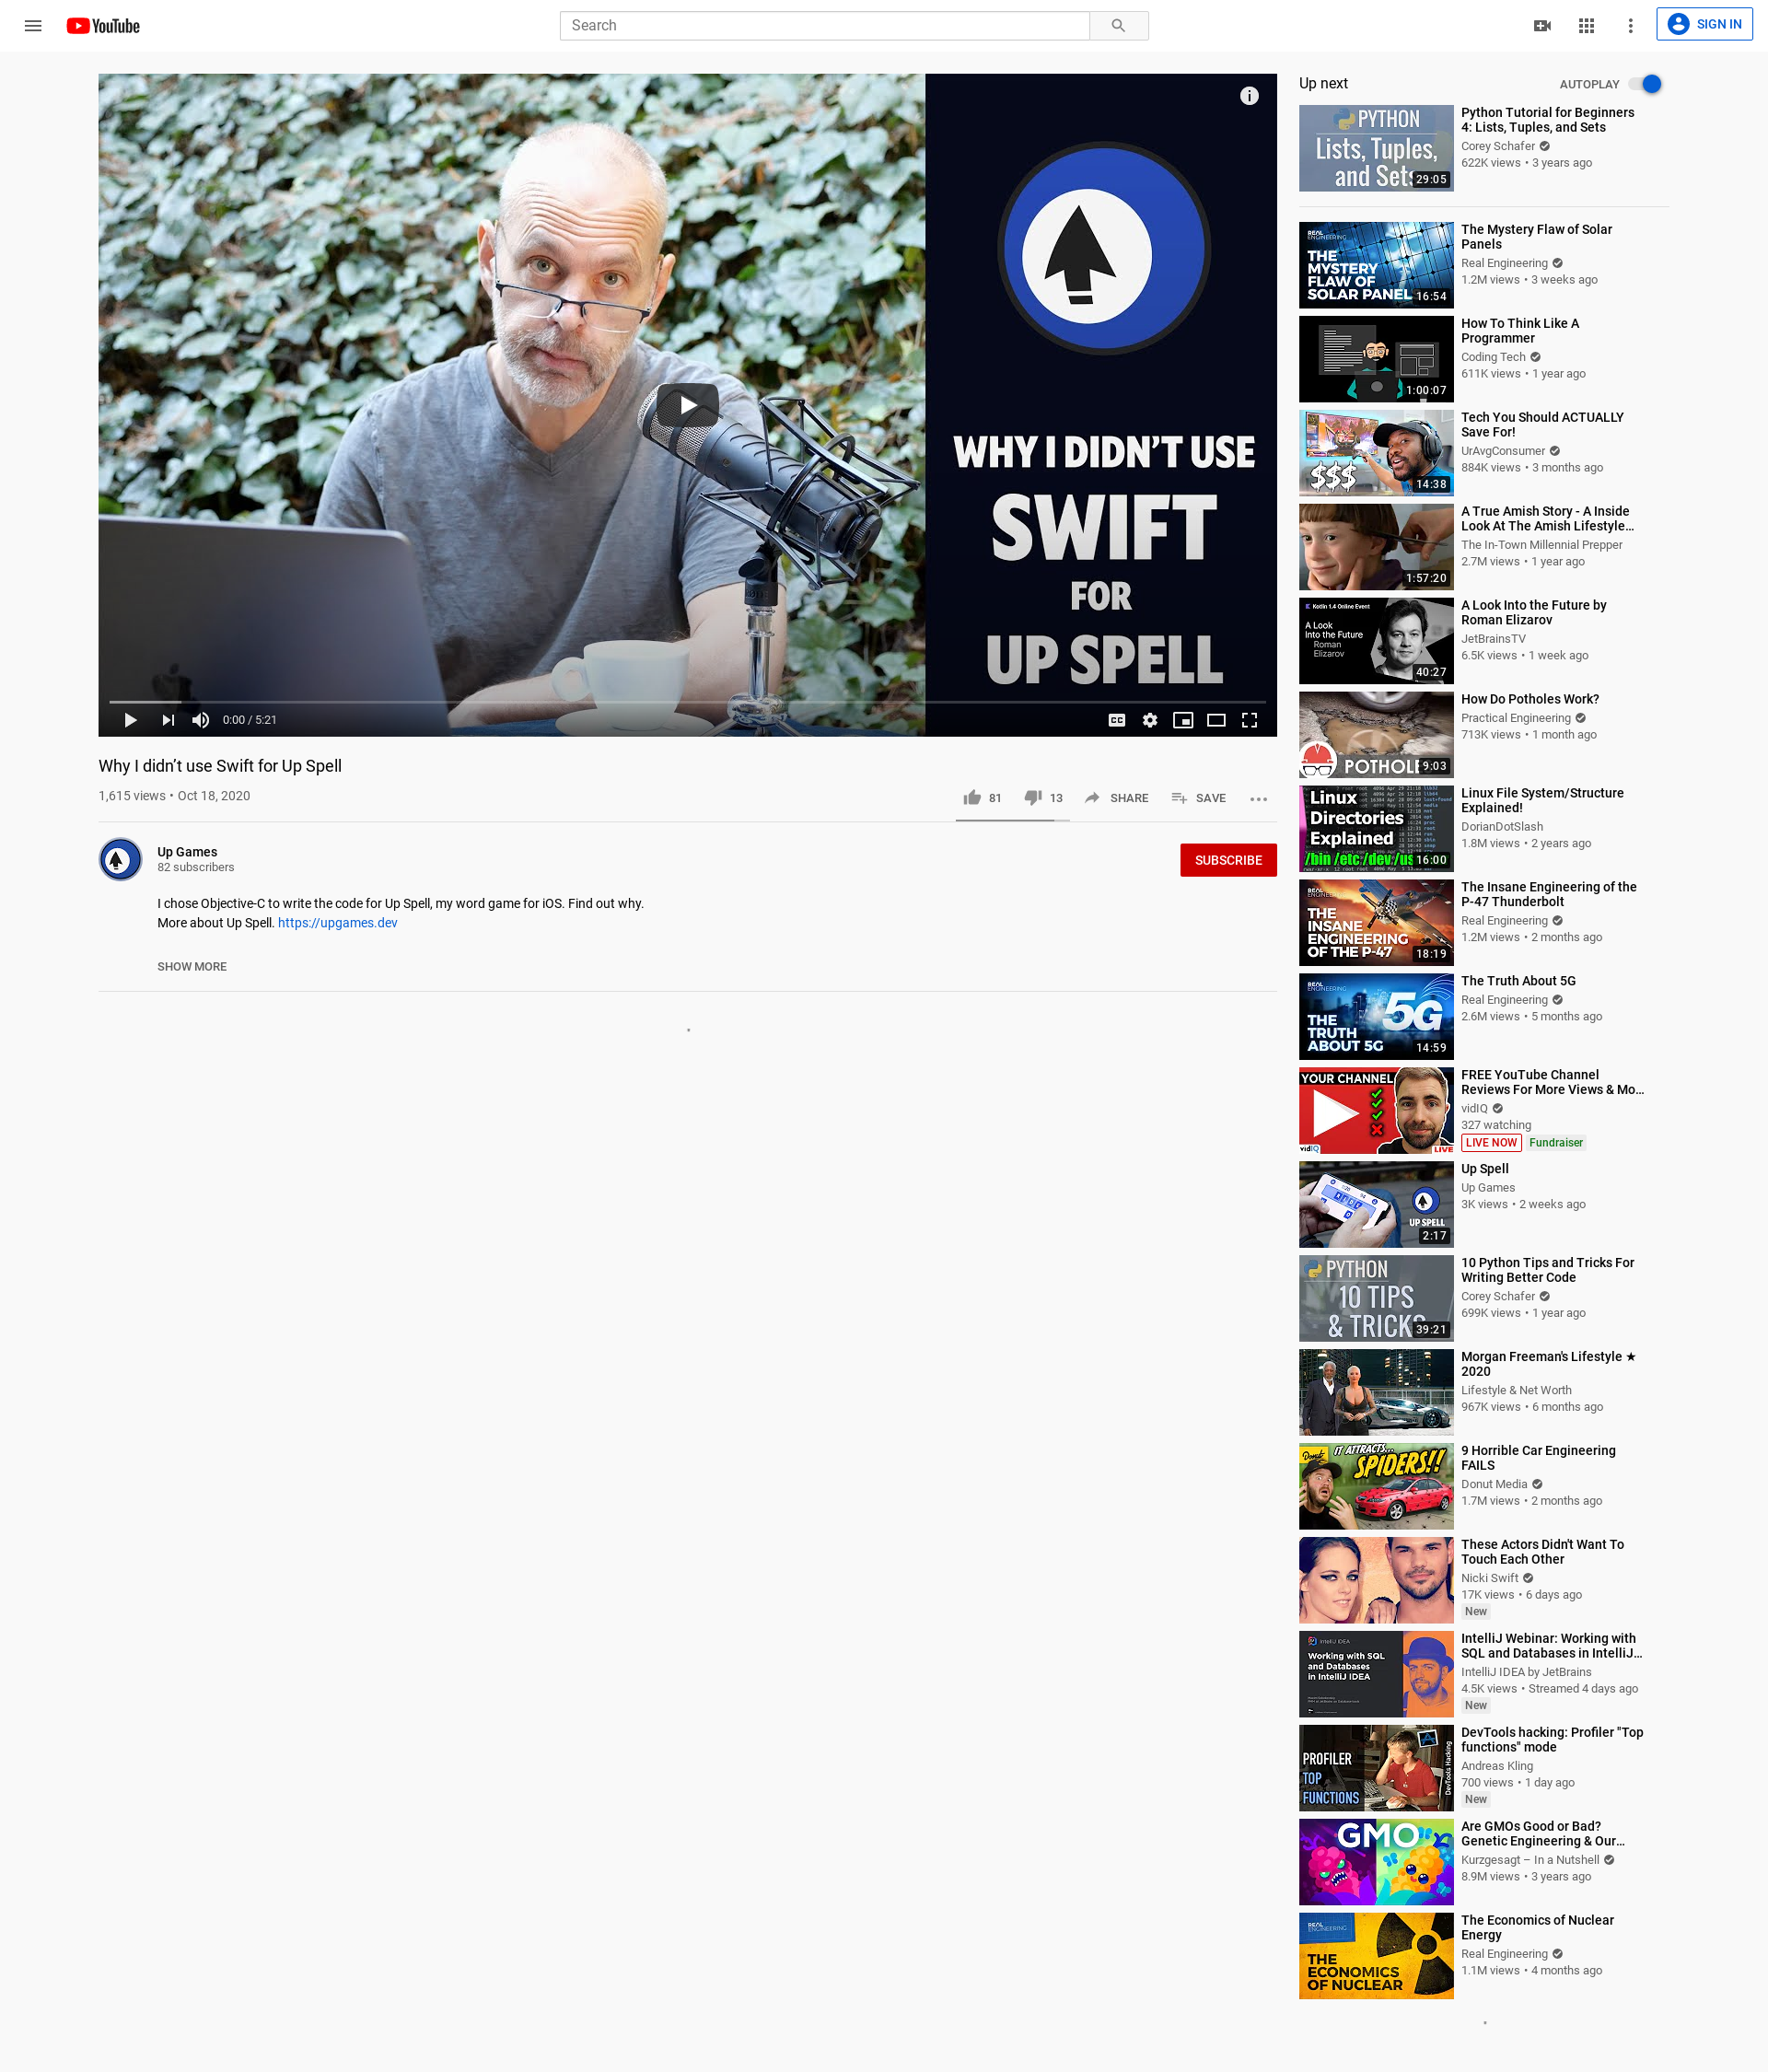 YouTube
Search
SIGN IN
WHY I DIDN'T USE
SWIFT
FOR
UP SPELL
0:00 / 5:21
CC
Why I didn’t use Swift for Up Spell
1,615 views • Oct 18, 2020
81
13
SHARE
SAVE
Up Games
82 subscribers
SUBSCRIBE
I chose Objective-C to write the code for Up Spell, my word game for iOS. Find out why.
More about Up Spell. https://upgames.dev
SHOW MORE
Up next
AUTOPLAY
PYTHON
Lists, Tuples,
and Sets
29:05
Python Tutorial for Beginners
4: Lists, Tuples, and Sets
Corey Schafer
622K views • 3 years ago
REAL
ENGINEERING
THE
MYSTERY
FLAW OF
SOLAR PANEL
16:54
The Mystery Flaw of Solar
Panels
Real Engineering
1.2M views • 3 weeks ago
1:00:07
How To Think Like A
Programmer
Coding Tech
611K views • 1 year ago
$$$
14:38
Tech You Should ACTUALLY
Save For!
UrAvgConsumer
884K views • 3 months ago
1:57:20
A True Amish Story - A Inside
Look At The Amish Lifestyle...
The In-Town Millennial Prepper
2.7M views • 1 year ago
Kotlin 1.4 Online Event
A Look
Into the Future
Roman
Elizarov
40:27
A Look Into the Future by
Roman Elizarov
JetBrainsTV
6.5K views • 1 week ago
POTHOL
9:03
How Do Potholes Work?
Practical Engineering
713K views • 1 month ago
Linux
Directories
Explained
/bin /etc /dev /us
16:00
Linux File System/Structure
Explained!
DorianDotSlash
1.8M views • 2 years ago
REAL
ENGINEERING
THE
INSANE
ENGINEERING
OF THE P-47
18:19
The Insane Engineering of the
P-47 Thunderbolt
Real Engineering
1.2M views • 2 months ago
REAL
ENGINEERING
5G
THE
TRUTH
ABOUT 5G
14:59
The Truth About 5G
Real Engineering
2.6M views • 5 months ago
YOUR CHANNEL
vidIQ
LIVE
FREE YouTube Channel
Reviews For More Views & Mo...
vidIQ
327 watching
LIVE NOW
Fundraiser
UP SPELL
2:17
Up Spell
Up Games
3K views • 2 weeks ago
PYTHON
10 TIPS
& TRICKS
39:21
10 Python Tips and Tricks For
Writing Better Code
Corey Schafer
699K views • 1 year ago
Morgan Freeman's Lifestyle ★
2020
Lifestyle & Net Worth
967K views • 6 months ago
Donut
IT ATTRACTS...
SPIDERS!!
9 Horrible Car Engineering
FAILS
Donut Media
1.7M views • 2 months ago
These Actors Didn't Want To
Touch Each Other
Nicki Swift
17K views • 6 days ago
New
IntelliJ IDEA
Working with SQL
and Databases
in IntelliJ IDEA
IntelliJ Webinar: Working with
SQL and Databases in IntelliJ...
IntelliJ IDEA by JetBrains
4.5K views • Streamed 4 days ago
New
PROFILER
TOP
FUNCTIONS
DevTools Hacking
DevTools hacking: Profiler "Top
functions" mode
Andreas Kling
700 views • 1 day ago
New
GMO
Are GMOs Good or Bad?
Genetic Engineering & Our...
Kurzgesagt – In a Nutshell
8.9M views • 3 years ago
REAL
ENGINEERING
THE
ECONOMICS
OF NUCLEAR
The Economics of Nuclear
Energy
Real Engineering
1.1M views • 4 months ago